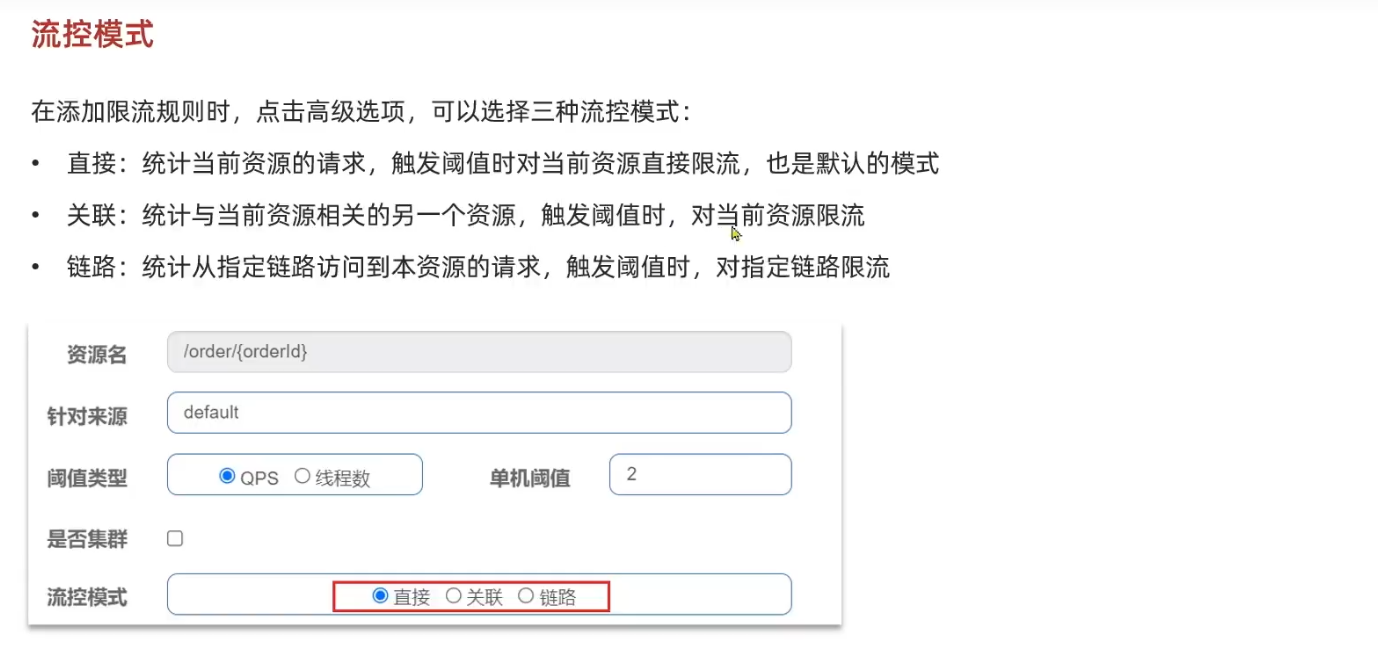 流控模式
在添加限流规则时，点击高级选项，可以选择三种流控模式：
• 直接：统计当前资源的请求，触发阈值时对当前资源直接限流，也是默认的模式
• 关联：统计与当前资源相关的另一个资源，触发阈值时，对当前资源限流
• 链路：统计从指定链路访问到本资源的请求，触发阈值时，对指定链路限流
资源名 /order/{orderId}
针对来源 default
阈值类型 QPS 线程数 单机阈值 2
是否集群
流控模式 直接 关联 链路